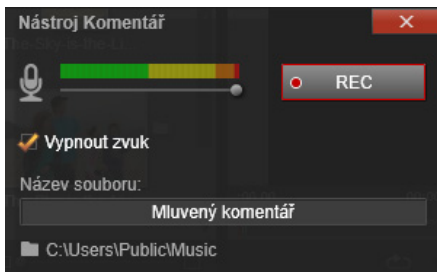 Nástroj Komentář
REC
Vypnout zvuk
Název souboru:
Mluvený komentář
C:\Users\Public\Music